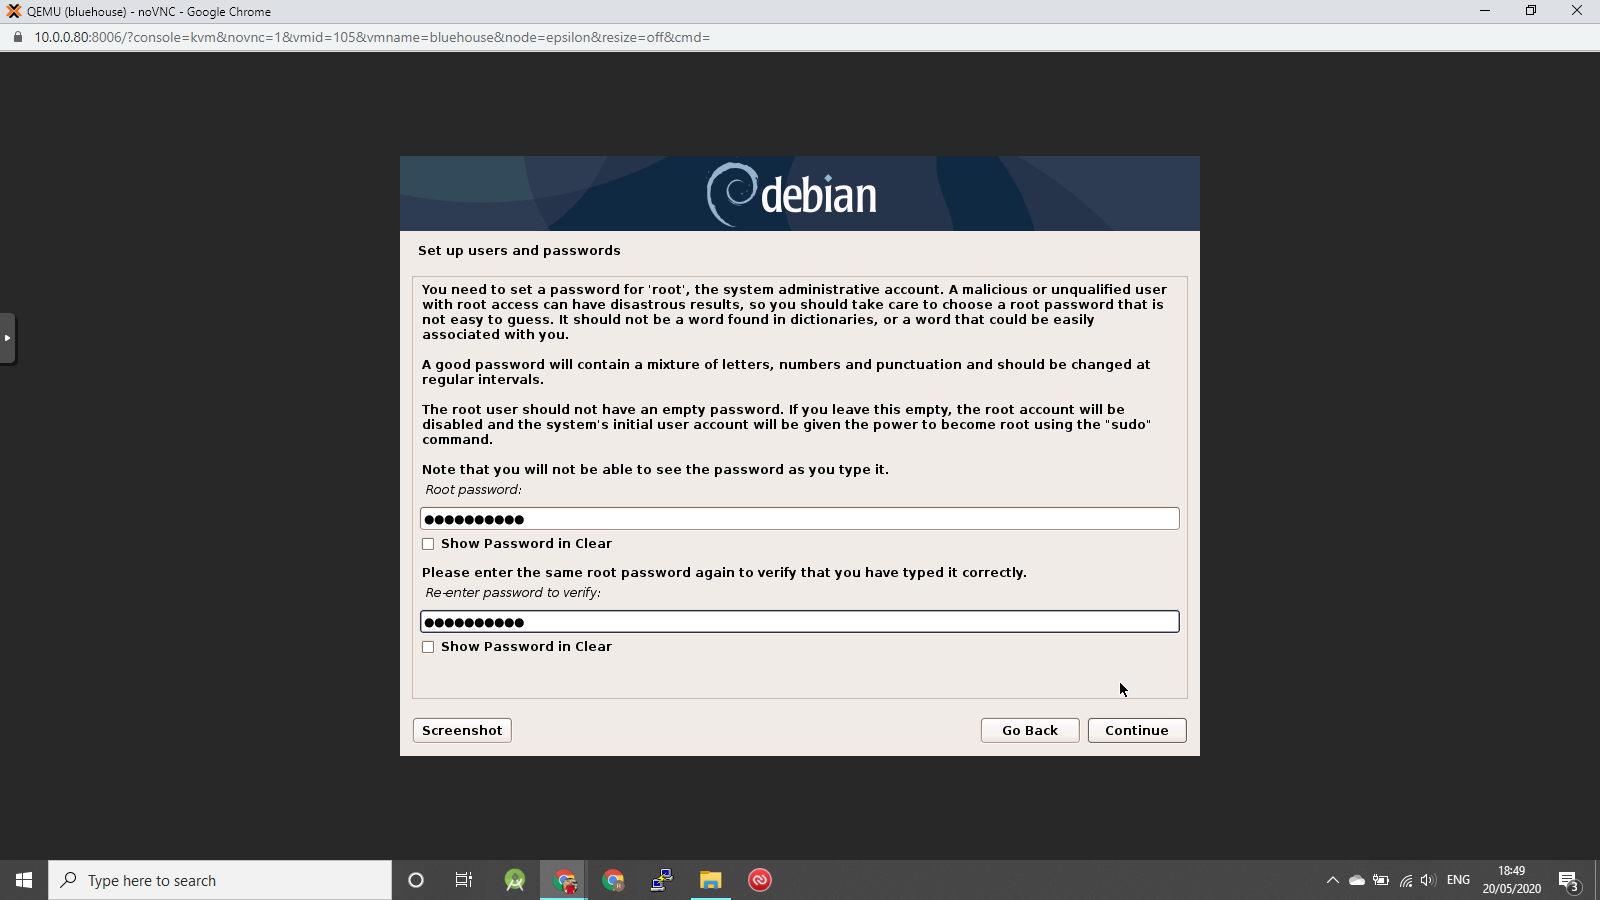 QEMU (bluehouse) - noVNC - Google Chrome
10.0.0.80:8006/?console=kvm&novnc=1&vmid=105&vmname=bluehouse&node=epsilon&resize=off&cmd=
debian
Set up users and passwords
You need to set a password for 'root', the system administrative account. A malicious or unqualified user
with root access can have disastrous results, so you should take care to choose a root password that is
not easy to guess. It should not be a word found in dictionaries, or a word that could be easily
associated with you.
A good password will contain a mixture of letters, numbers and punctuation and should be changed at
regular intervals.
The root user should not have an empty password. If you leave this empty, the root account will be
disabled and the system's initial user account will be given the power to become root using the "sudo"
command.
Note that you will not be able to see the password as you type it.
Root password:
●●●●●●●●●●
Show Password in Clear
Please enter the same root password again to verify that you have typed it correctly.
Re-enter password to verify:
●●●●●●●●●●
Show Password in Clear
Screenshot
Go Back
Continue
Type here to search
ENG
18:49
20/05/2020
3